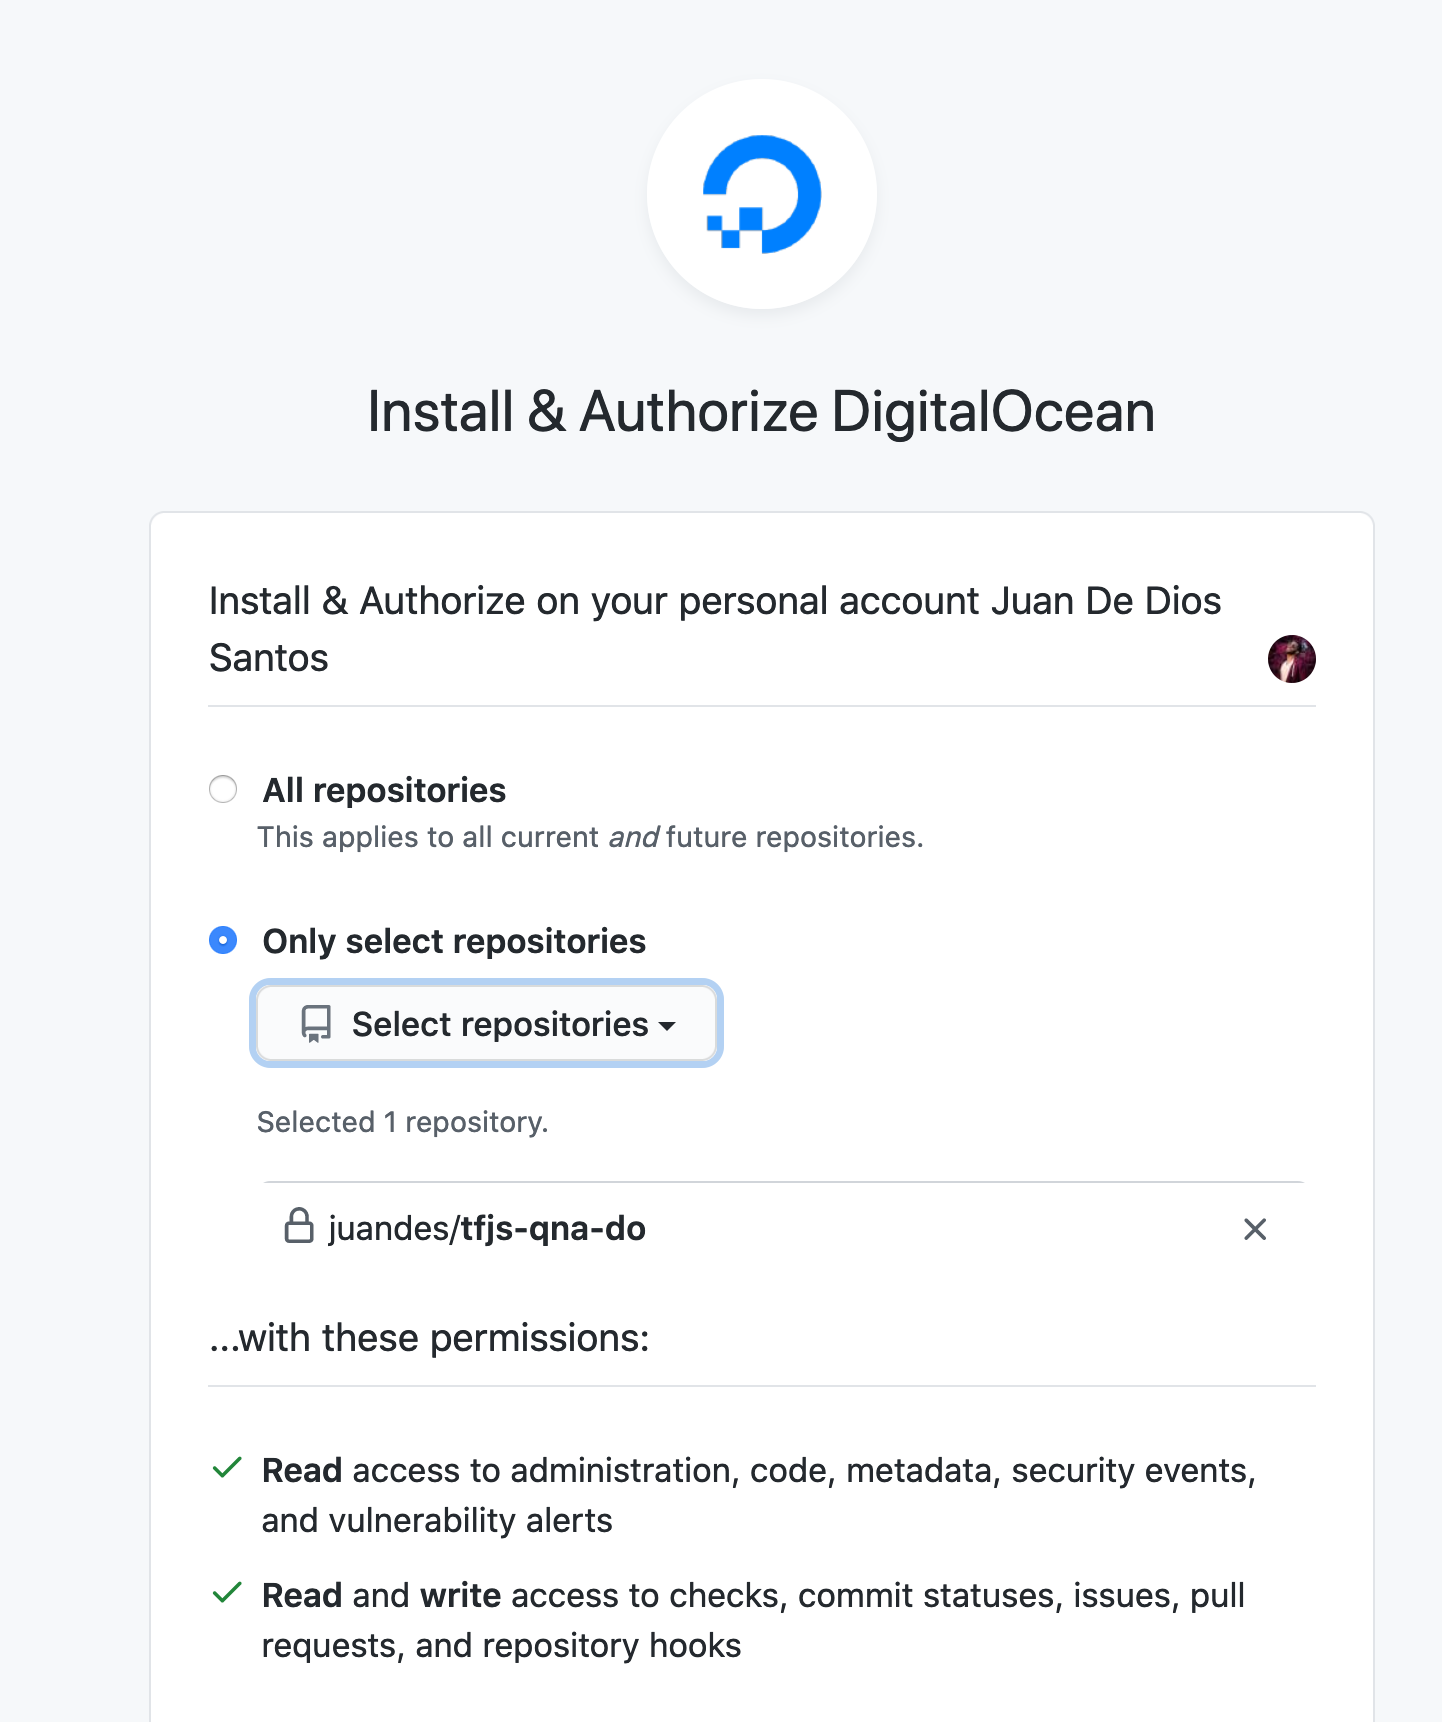 Install & Authorize DigitalOcean
Install & Authorize on your personal account Juan De Dios
Santos
All repositories
This applies to all current and future repositories.
Only select repositories
Select repositories
Selected 1 repository.
juandes/tfjs-qna-do
...with these permissions:
Read access to administration, code, metadata, security events,
and vulnerability alerts
Read and write access to checks, commit statuses, issues, pull
requests, and repository hooks